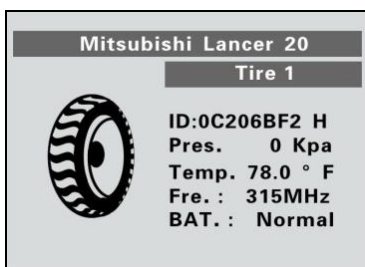 Mitsubishi Lancer 20
Tire 1
ID:0C206BF2 H
Pres. 0 Kpa
Temp. 78.0 ° F
Fre. : 315MHz
BAT. : Normal